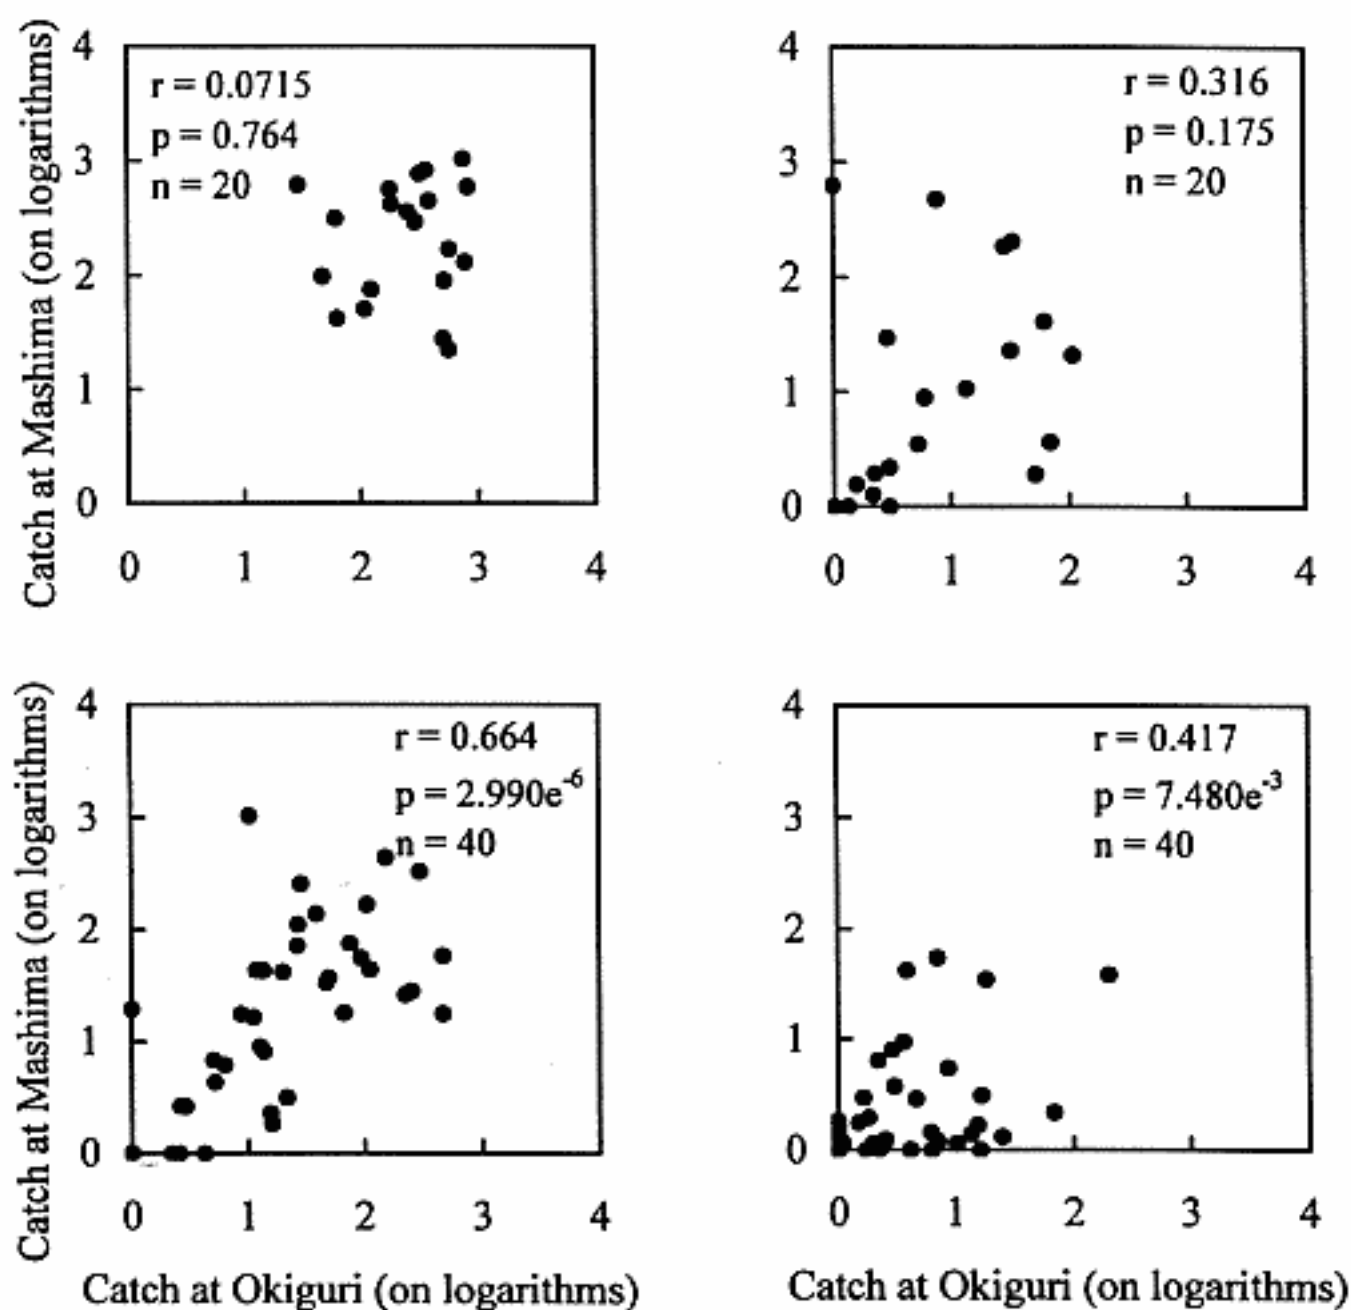 Catch at Mashima (on logarithms)
4
3
2
1
0
r = 0.0715
p = 0.764
n = 20
0 1 2 3 4
4
3
2
1
0
r = 0.316
p = 0.175
n = 20
0 1 2 3 4
Catch at Mashima (on logarithms)
4
3
2
1
0
r = 0.664
p = 2.990e⁻⁶
n = 40
0 1 2 3 4
Catch at Okiguri (on logarithms)
4
3
2
1
0
r = 0.417
p = 7.480e⁻³
n = 40
0 1 2 3 4
Catch at Okiguri (on logarithms)